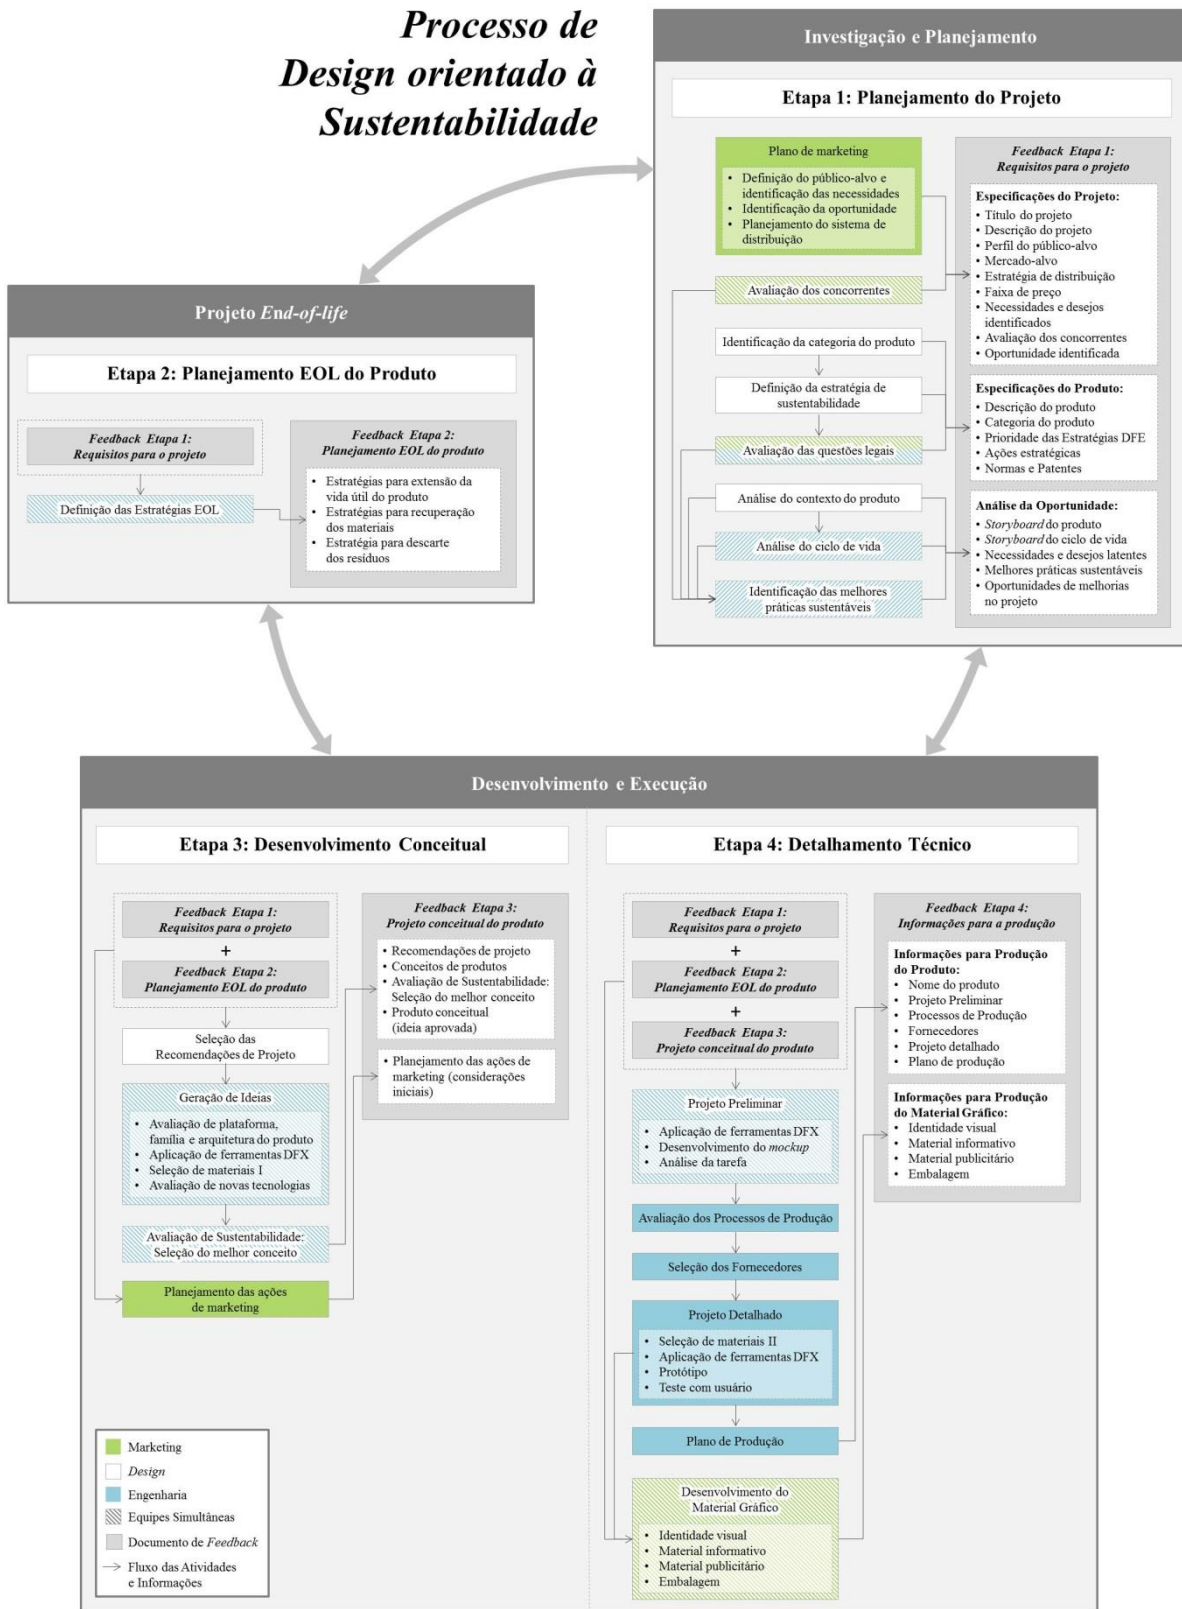 Processo de
Design orientado à
Sustentabilidade
Investigação e Planejamento
Etapa 1: Planejamento do Projeto
Plano de marketing
• Definição do público-alvo e
identificação das necessidades
• Identificação da oportunidade
• Planejamento do sistema de
distribuição
Avaliação dos concorrentes
Identificação da categoria do produto
Definição da estratégia de
sustentabilidade
Avaliação das questões legais
Análise do contexto do produto
Análise do ciclo de vida
Identificação das melhores
práticas sustentáveis
Feedback Etapa 1:
Requisitos para o projeto
Especificações do Projeto:
• Título do projeto
• Descrição do projeto
• Perfil do público-alvo
• Mercado-alvo
• Estratégia de distribuição
• Faixa de preço
• Necessidades e desejos
identificados
• Avaliação dos concorrentes
• Oportunidade identificada
Especificações do Produto:
• Descrição do produto
• Categoria do produto
• Prioridade das Estratégias DFE
• Ações estratégicas
• Normas e Patentes
Análise da Oportunidade:
• Storyboard do produto
• Storyboard do ciclo de vida
• Necessidades e desejos latentes
• Melhores práticas sustentáveis
• Oportunidades de melhorias
no projeto
Projeto End-of-life
Etapa 2: Planejamento EOL do Produto
Feedback Etapa 1:
Requisitos para o projeto
Definição das Estratégias EOL
Feedback Etapa 2:
Planejamento EOL do produto
• Estratégias para extensão da
vida útil do produto
• Estratégias para recuperação
dos materiais
• Estratégia para descarte
dos resíduos
Desenvolvimento e Execução
Etapa 3: Desenvolvimento Conceitual
Feedback Etapa 1:
Requisitos para o projeto
+
Feedback Etapa 2:
Planejamento EOL do produto
Seleção das
Recomendações de Projeto
Geração de Ideias
• Avaliação de plataforma,
família e arquitetura do produto
• Aplicação de ferramentas DFX
• Seleção de materiais I
• Avaliação de novas tecnologias
Avaliação de Sustentabilidade:
Seleção do melhor conceito
Planejamento das ações
de marketing
Feedback Etapa 3:
Projeto conceitual do produto
• Recomendações de projeto
• Conceitos de produtos
• Avaliação de Sustentabilidade:
Seleção do melhor conceito
• Produto conceitual
(ideia aprovada)
• Planejamento das ações de
marketing (considerações
iniciais)
Marketing
Design
Engenharia
Equipes Simultâneas
Documento de Feedback
Fluxo das Atividades
e Informações
Etapa 4: Detalhamento Técnico
Feedback Etapa 1:
Requisitos para o projeto
+
Feedback Etapa 2:
Planejamento EOL do produto
+
Feedback Etapa 3:
Projeto conceitual do produto
Projeto Preliminar
• Aplicação de ferramentas DFX
• Desenvolvimento do mockup
• Análise da tarefa
Avaliação dos Processos de Produção
Seleção dos Fornecedores
Projeto Detalhado
• Seleção de materiais II
• Aplicação de ferramentas DFX
• Protótipo
• Teste com usuário
Plano de Produção
Desenvolvimento do
Material Gráfico
• Identidade visual
• Material informativo
• Material publicitário
• Embalagem
Feedback Etapa 4:
Informações para a produção
Informações para Produção
do Produto:
• Nome do produto
• Projeto Preliminar
• Processos de Produção
• Fornecedores
• Projeto detalhado
• Plano de produção
Informações para Produção
do Material Gráfico:
• Identidade visual
• Material informativo
• Material publicitário
• Embalagem